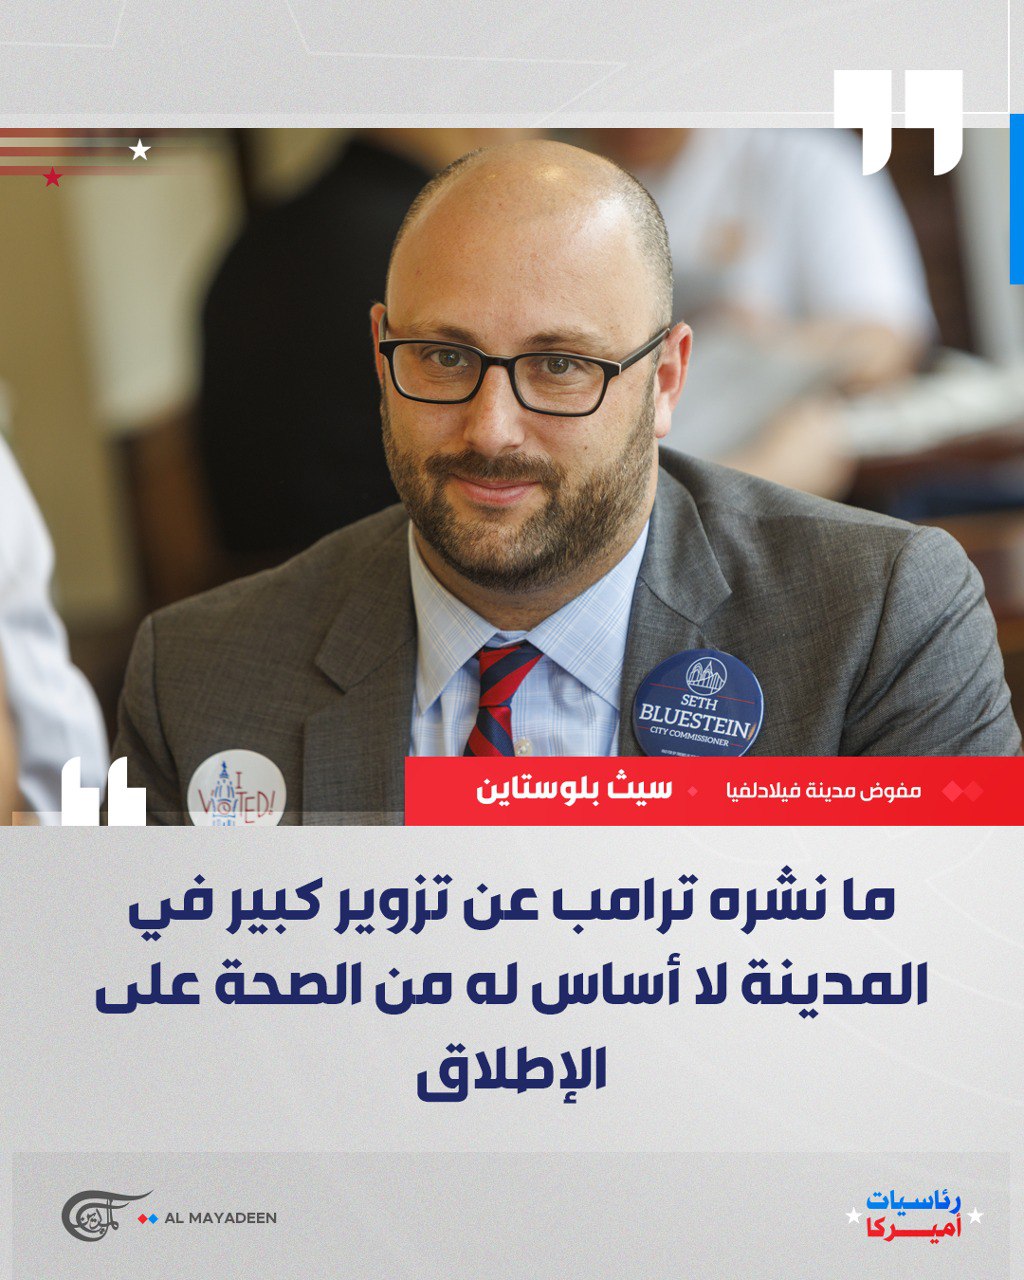 SETH
BLUESTEIN
CITY COMMISSIONER
I
VOTED!
مفوض مدينة فيلادلفيا
سيث بلوستاين
ما نشره ترامب عن تزوير كبير في
المدينة لا أساس له من الصحة على
الإطلاق
الميادين
AL MAYADEEN
رئاسيات
أميركا